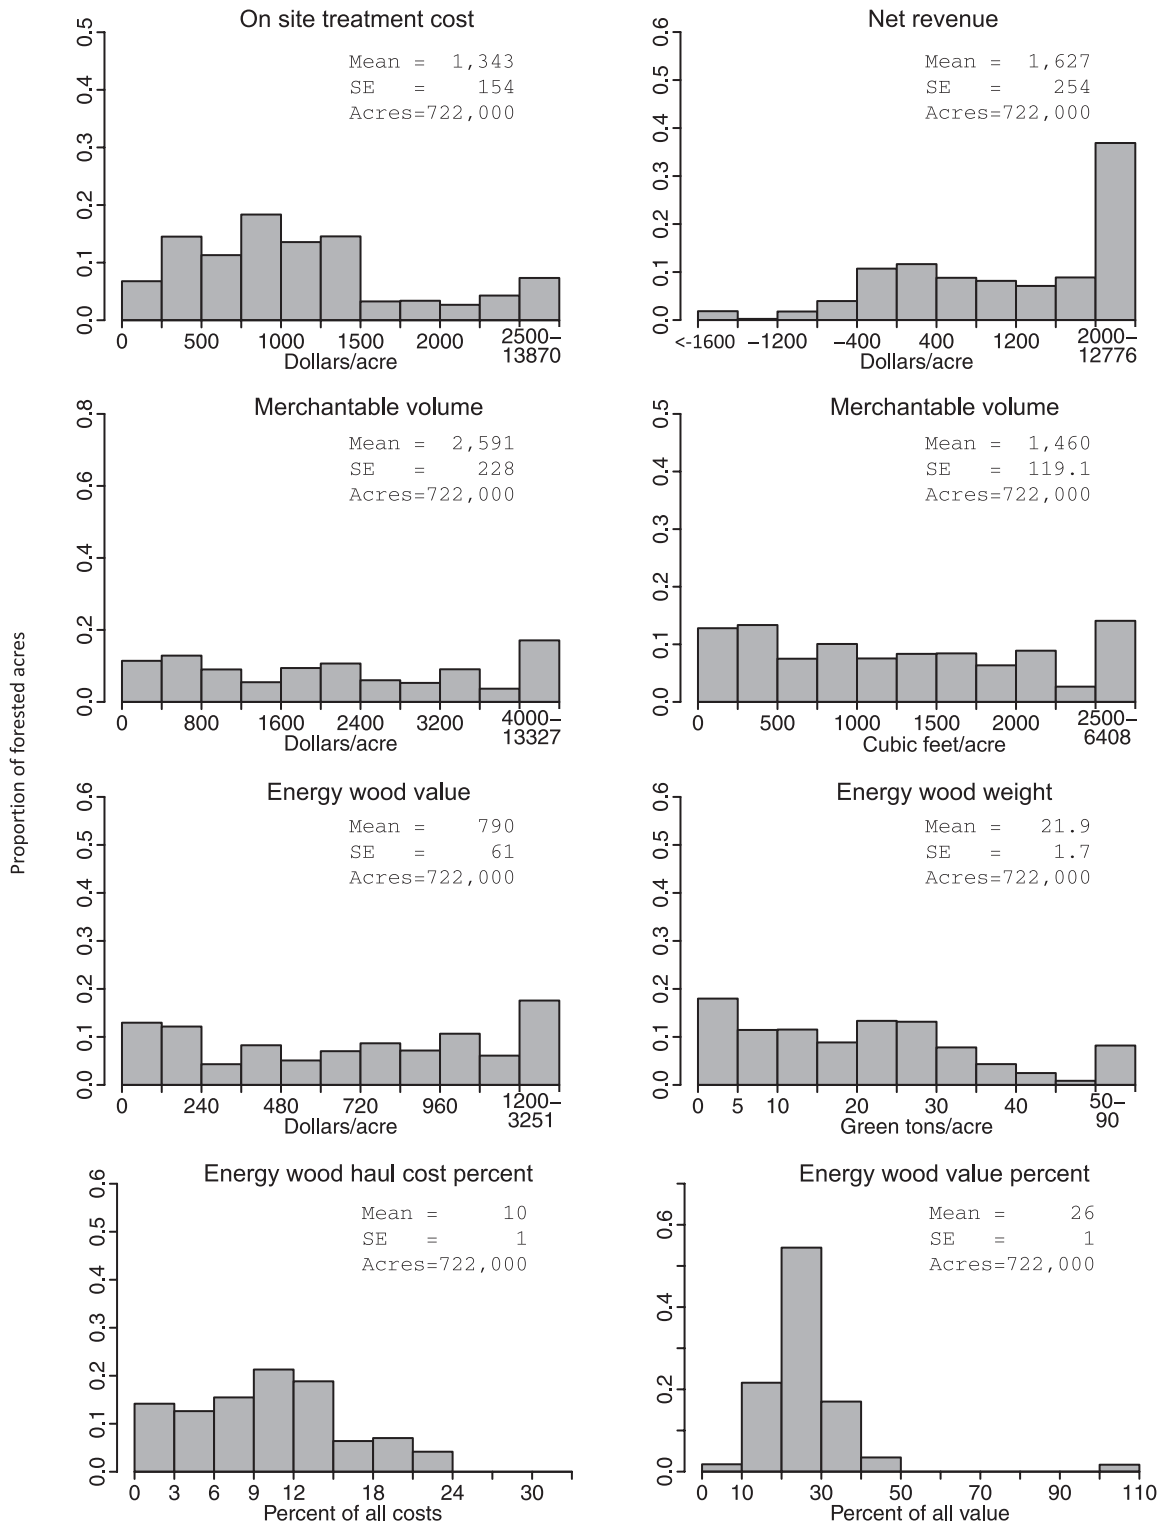 Proportion of forested acres
On site treatment cost
Mean = 1,343
SE = 154
Acres=722,000
0.5
0.4
0.3
0.2
0.1
0.0
0 500 1000 1500 2000 2500–
13870
Dollars/acre
Net revenue
Mean = 1,627
SE = 254
Acres=722,000
0.6
0.5
0.4
0.3
0.2
0.1
0.0
<-1600 −1200 −400 400 1200 2000−
12776
Dollars/acre
Merchantable volume
Mean = 2,591
SE = 228
Acres=722,000
0.8
0.6
0.4
0.2
0.0
0 800 1600 2400 3200 4000–
13327
Dollars/acre
Merchantable volume
Mean = 1,460
SE = 119.1
Acres=722,000
0.5
0.4
0.3
0.2
0.1
0.0
0 500 1000 1500 2000 2500–
6408
Cubic feet/acre
Energy wood value
Mean = 790
SE = 61
Acres=722,000
0.6
0.5
0.4
0.3
0.2
0.1
0.0
0 240 480 720 960 1200–
3251
Dollars/acre
Energy wood weight
Mean = 21.9
SE = 1.7
Acres=722,000
0.6
0.5
0.4
0.3
0.2
0.1
0.0
0 5 10 20 30 40 50–
90
Green tons/acre
Energy wood haul cost percent
Mean = 10
SE = 1
Acres=722,000
0.6
0.5
0.4
0.3
0.2
0.1
0.0
0 3 6 9 12 18 24 30
Percent of all costs
Energy wood value percent
Mean = 26
SE = 1
Acres=722,000
0.6
0.4
0.2
0.0
0 10 30 50 70 90 110
Percent of all value